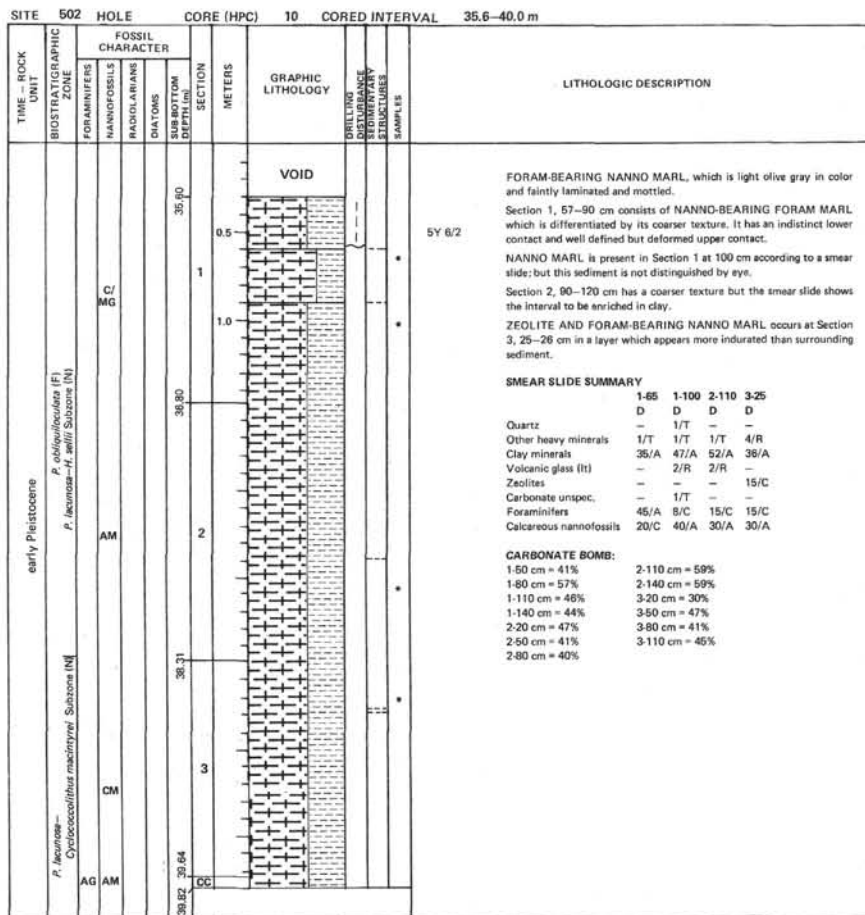 SITE 502 HOLE CORE (HPC) 10 CORED INTERVAL 35.6–40.0 m
TIME – ROCK UNIT
BIOSTRATIGRAPHIC ZONE
FOSSIL CHARACTER
FORAMINIFERS
NANNOFOSSILS
RADIOLARIANS
DIATOMS
SUB-BOTTOM DEPTH (m)
SECTION
METERS
GRAPHIC LITHOLOGY
DRILLING DISTURBANCE
SEDIMENTARY STRUCTURES
SAMPLES
LITHOLOGIC DESCRIPTION
early Pleistocene
P. obliquiloculata (F)
P. lacunosa–H. sellii Subzone (N)
P. lacunosa–
Cyclococcolithus macintyrei Subzone (N)
C/
MG
AM
CM
AG AM
35.60
36.80
38.31
39.64
39.82
1
2
3
CC
0.5
1.0
VOID
*
*
*
*
5Y 6/2
FORAM-BEARING NANNO MARL, which is light olive gray in color
and faintly laminated and mottled.
Section 1, 57–90 cm consists of NANNO-BEARING FORAM MARL
which is differentiated by its coarser texture. It has an indistinct lower
contact and well defined but deformed upper contact.
NANNO MARL is present in Section 1 at 100 cm according to a smear
slide; but this sediment is not distinguished by eye.
Section 2, 90–120 cm has a coarser texture but the smear slide shows
the interval to be enriched in clay.
ZEOLITE AND FORAM-BEARING NANNO MARL occurs at Section
3, 25–26 cm in a layer which appears more indurated than surrounding
sediment.
SMEAR SLIDE SUMMARY
1-65 1-100 2-110 3-25
D D D D
Quartz – 1/T – –
Other heavy minerals 1/T 1/T 1/T 4/R
Clay minerals 35/A 47/A 52/A 36/A
Volcanic glass (lt) – 2/R 2/R –
Zeolites – – – 15/C
Carbonate unspec. – 1/T – –
Foraminifers 45/A 8/C 15/C 15/C
Calcareous nannofossils 20/C 40/A 30/A 30/A
CARBONATE BOMB:
1-50 cm = 41% 2-110 cm = 59%
1-80 cm = 57% 2-140 cm = 59%
1-110 cm = 46% 3-20 cm = 30%
1-140 cm = 44% 3-50 cm = 47%
2-20 cm = 47% 3-80 cm = 41%
2-50 cm = 41% 3-110 cm = 45%
2-80 cm = 40%